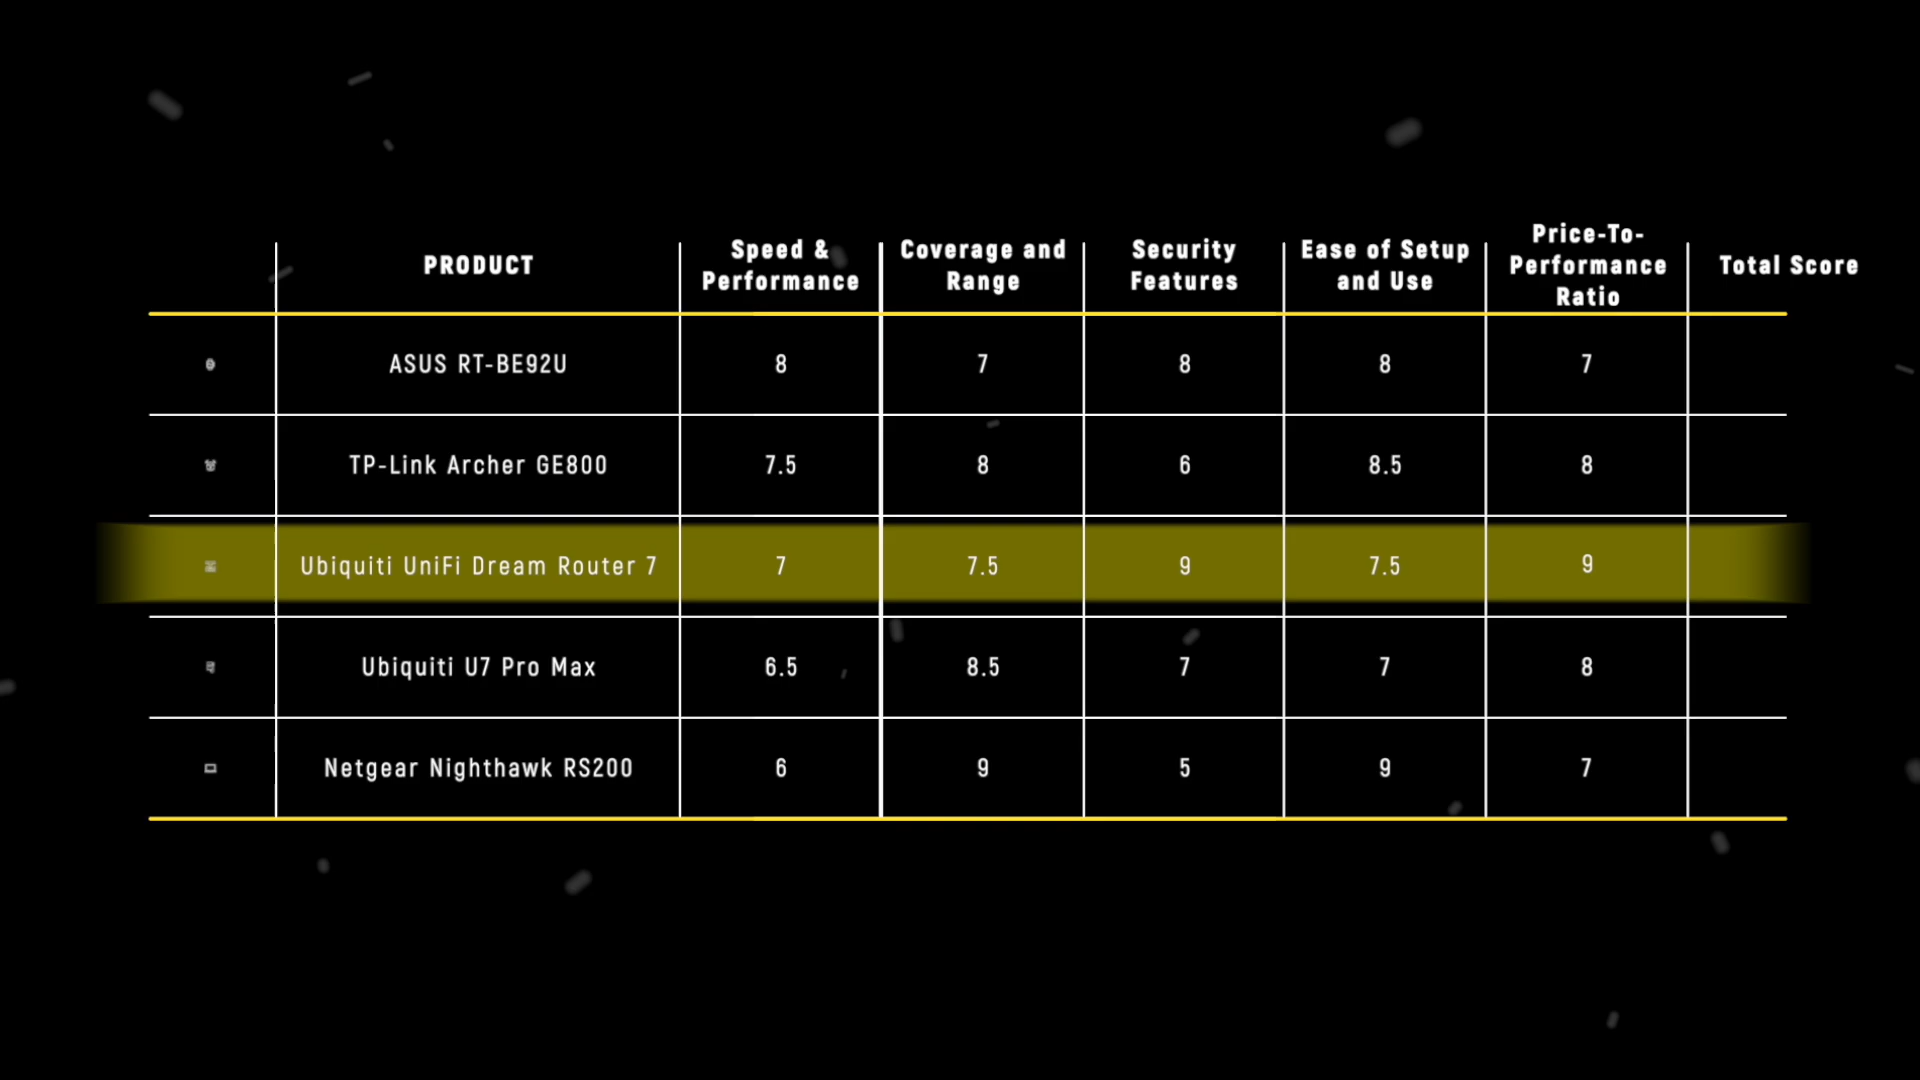 PRODUCT
Speed &
Performance
Coverage and
Range
Security
Features
Ease of Setup
and Use
Price-To-
Performance
Ratio
Total Score
ASUS RT-BE92U 8 7 8 8 7
TP-Link Archer GE800 7.5 8 6 8.5 8
Ubiquiti UniFi Dream Router 7 7 7.5 9 7.5 9
Ubiquiti U7 Pro Max 6.5 8.5 7 7 8
Netgear Nighthawk RS200 6 9 5 9 7